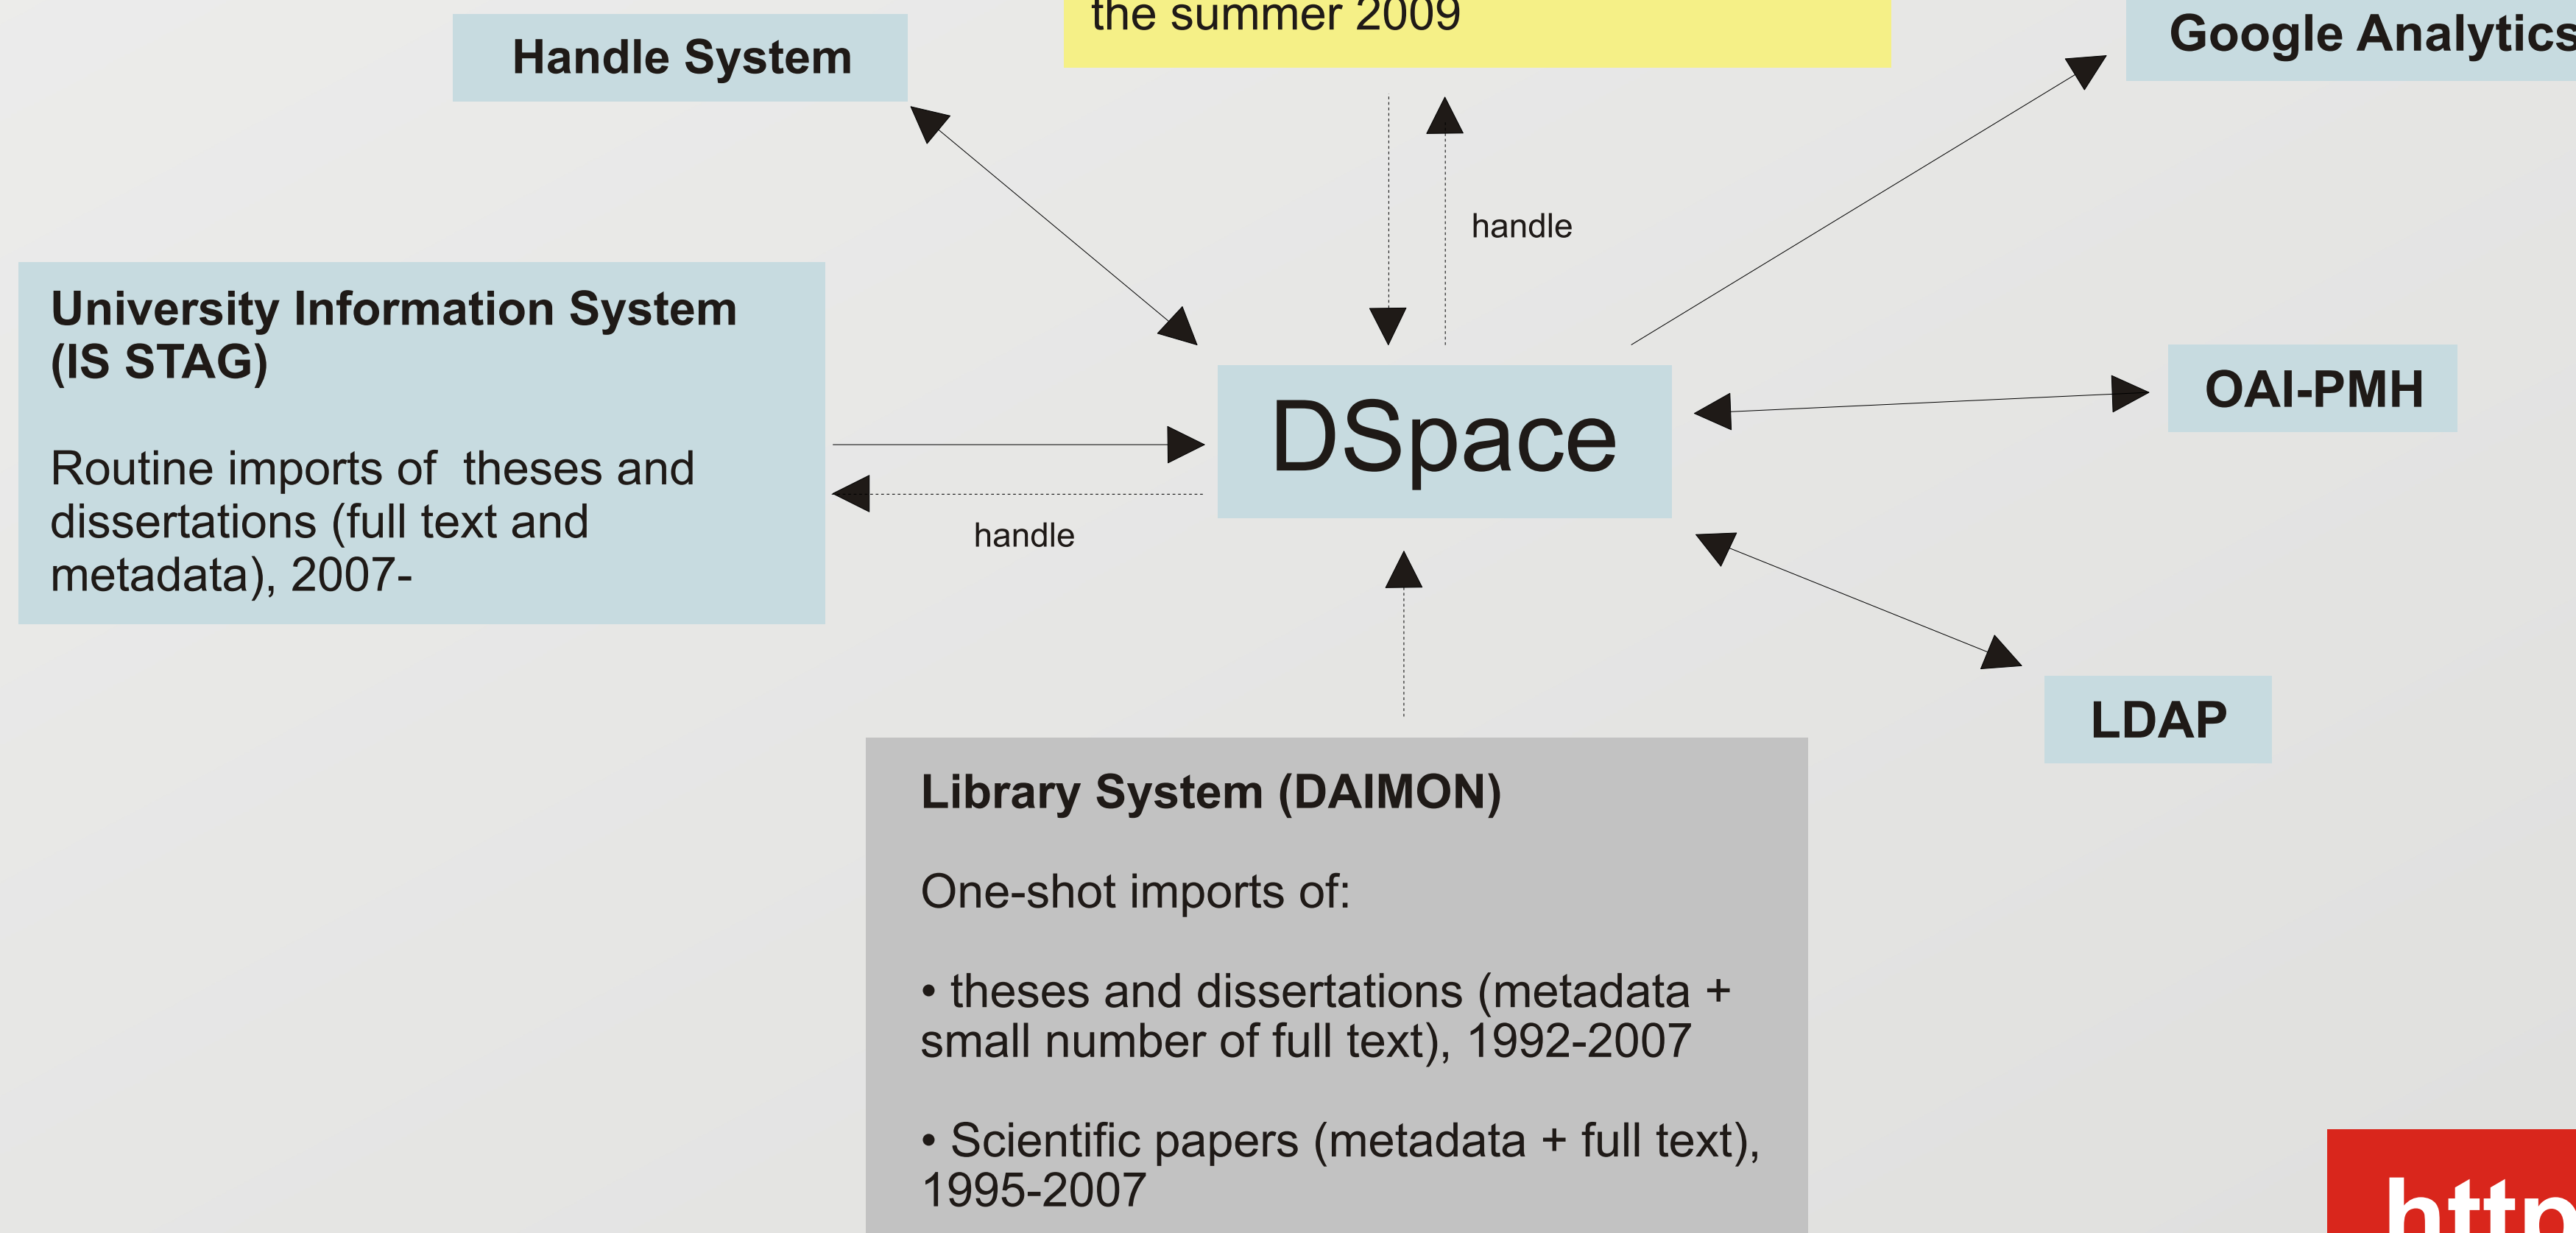 the summer 2009
Handle System
Google Analytics
handle
University Information System
(IS STAG)
Routine imports of  theses and
dissertations (full text and
metadata), 2007-
DSpace
OAI-PMH
handle
LDAP
Library System (DAIMON)
One-shot imports of:
• theses and dissertations (metadata +
small number of full text), 1992-2007
• Scientific papers (metadata + full text),
1995-2007
http